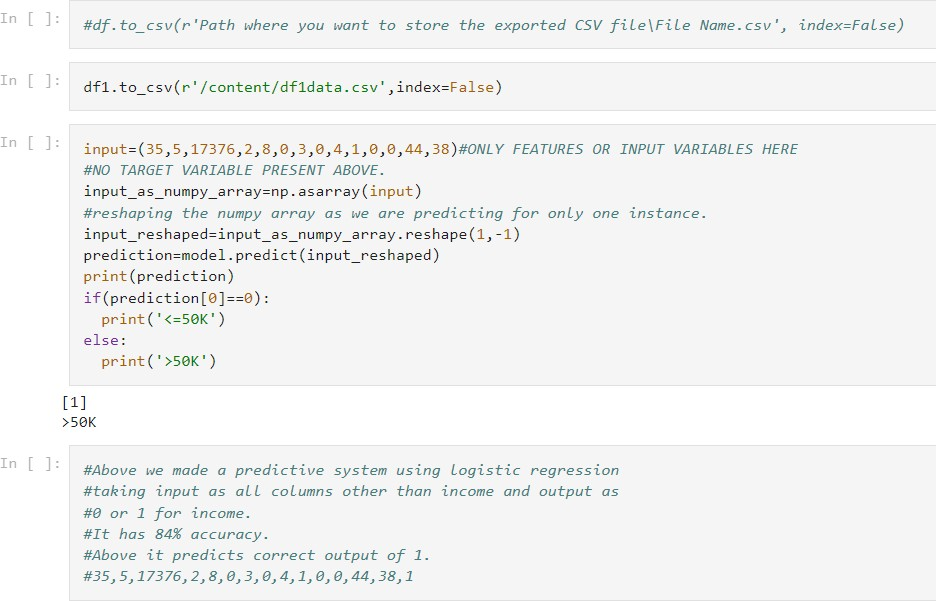 In [ ]: #df.to_csv(r'Path where you want to store the exported CSV file\File Name.csv', index=False)
In [ ]: df1.to_csv(r'/content/df1data.csv',index=False)
In [ ]: input=(35,5,17376,2,8,0,3,0,4,1,0,0,44,38)#ONLY FEATURES OR INPUT VARIABLES HERE
#NO TARGET VARIABLE PRESENT ABOVE.
input_as_numpy_array=np.asarray(input)
#reshaping the numpy array as we are predicting for only one instance.
input_reshaped=input_as_numpy_array.reshape(1,-1)
prediction=model.predict(input_reshaped)
print(prediction)
if(prediction[0]==0):
  print('<=50K')
else:
  print('>50K')
[1]
>50K
In [ ]: #Above we made a predictive system using logistic regression
#taking input as all columns other than income and output as
#0 or 1 for income.
#It has 84% accuracy.
#Above it predicts correct output of 1.
#35,5,17376,2,8,0,3,0,4,1,0,0,44,38,1